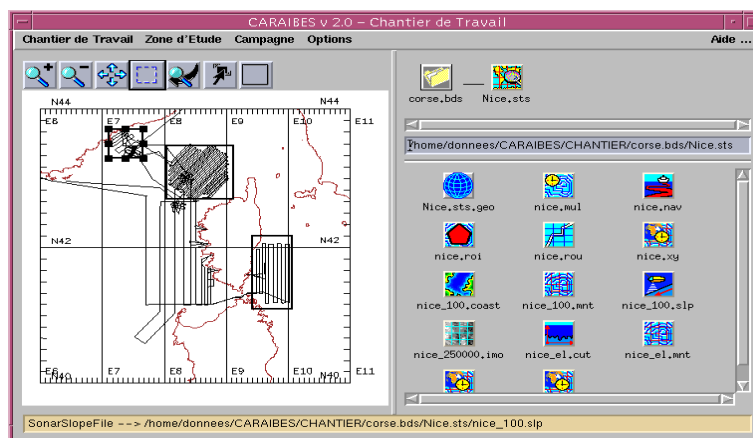 CARAIBES v 2.0 – Chantier de Travail
Chantier de Travail Zone d'Etude Campagne Options Aide ...
N44 N44
E6 E7 E8 E9 E10 E11
N42 N42
N40 N40
E6 E7 E8 E9 E10 E11
corse.bds Nice.sts
/home/donnees/CARAIBES/CHANTIER/corse.bds/Nice.sts
Nice.sts.geo nice.mul nice.nav
nice.roi nice.rou nice.xy
nice_100.coast nice_100.mnt nice_100.slp
nice_250000.imo nice_el.cut nice_el.mnt
SonarSlopeFile --> /home/donnees/CARAIBES/CHANTIER/corse.bds/Nice.sts/nice_100.slp